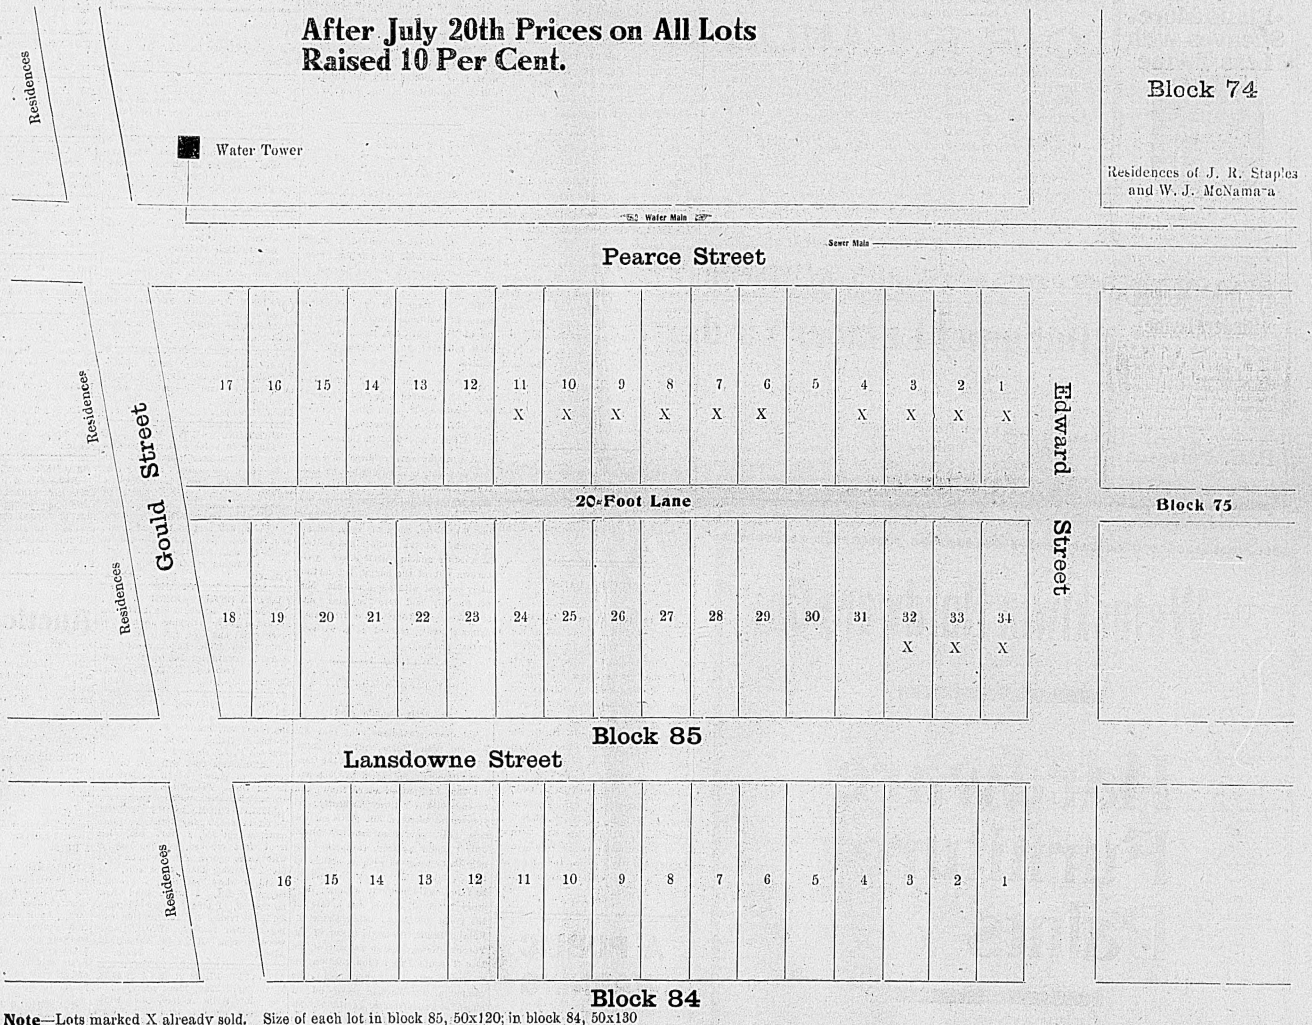 After July 20th Prices on All Lots
Raised 10 Per Cent.
Residences
Block 74
Water Tower
Residences of J. R. Staples
and W. J. McNamara
Water Main
Sewer Main
Pearce Street
17 16 15 14 13 12 11 10 9 8 7 6 5 4 3 2 1
X X X X X X X X X X
Residences
Gould Street
Edward Street
20-Foot Lane
Block 75
Residences
18 19 20 21 22 23 24 25 26 27 28 29 30 31 32 33 34
X X X
Block 85
Lansdowne Street
Residences
16 15 14 13 12 11 10 9 8 7 6 5 4 3 2 1
Block 84
Note—Lots marked X already sold. Size of each lot in block 85, 50x120; in block 84, 50x130